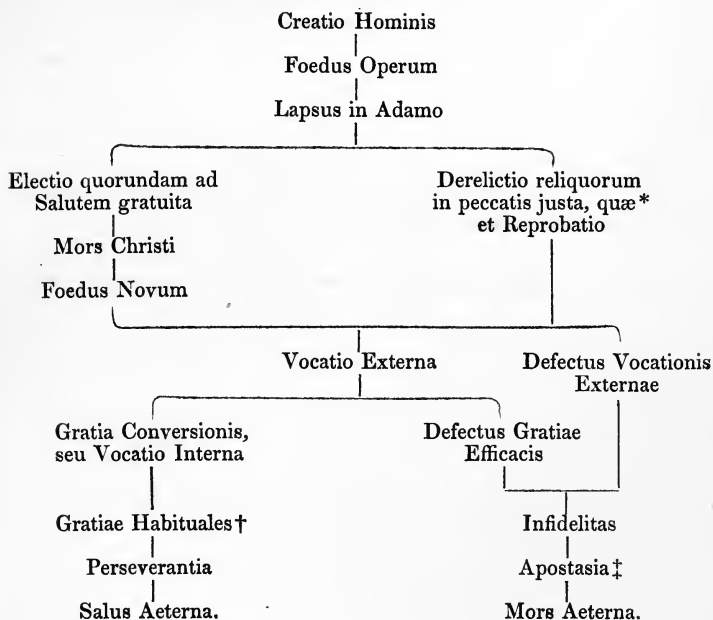 Creatio Hominis
Foedus Operum
Lapsus in Adamo
Electio quorundam ad
Salutem gratuita
Derelictio reliquorum
in peccatis justa, quæ*
et Reprobatio
Mors Christi
Foedus Novum
Vocatio Externa
Defectus Vocationis
Externae
Gratia Conversionis,
seu Vocatio Interna
Defectus Gratiae
Efficacis
Gratiae Habituales†
Infidelitas
Perseverantia
Apostasia‡
Salus Aeterna.
Mors Aeterna.